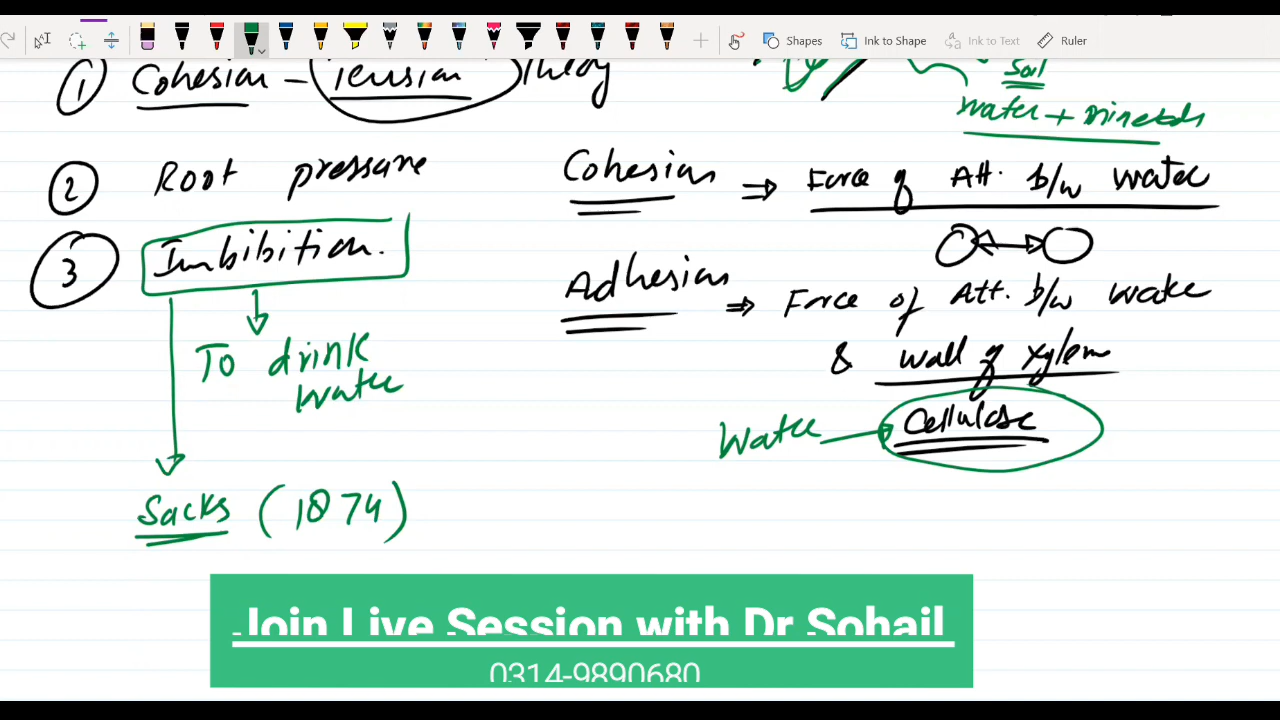 Shapes
Ink to Shape
Ink to Text
Ruler
① Cohesion - Tension Theory
② Root pressure
③ Imbibition.
To drink
water
Sacks (1874)
Soil
Water + Minerals
Cohesion ⇒ Force of Att. b/w water
Adhesion ⇒ Force of Att. b/w water
& wall of xylem
Water → Cellulose
Join Live Session with Dr Sohail
0314-9890680